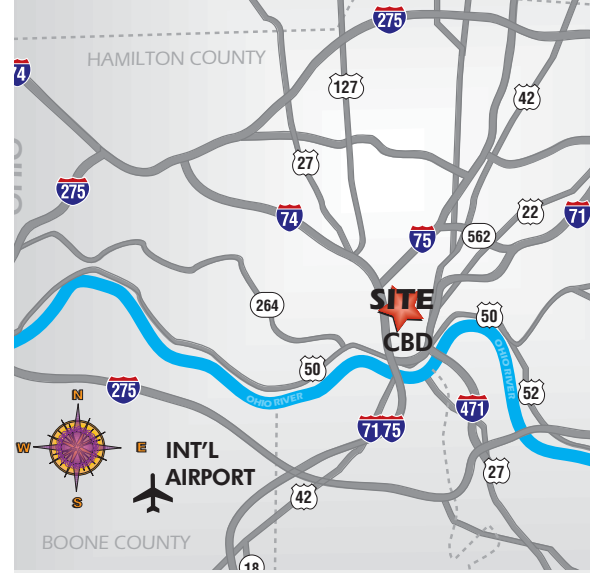 275
HAMILTON COUNTY
74
127
42
27
OHIO
275
74
22
71
75
562
264
SITE
50
CBD
50
OHIO RIVER
275
OHIO RIVER
52
471
N
W
E
S
71 75
INT'L
AIRPORT
27
42
BOONE COUNTY
18